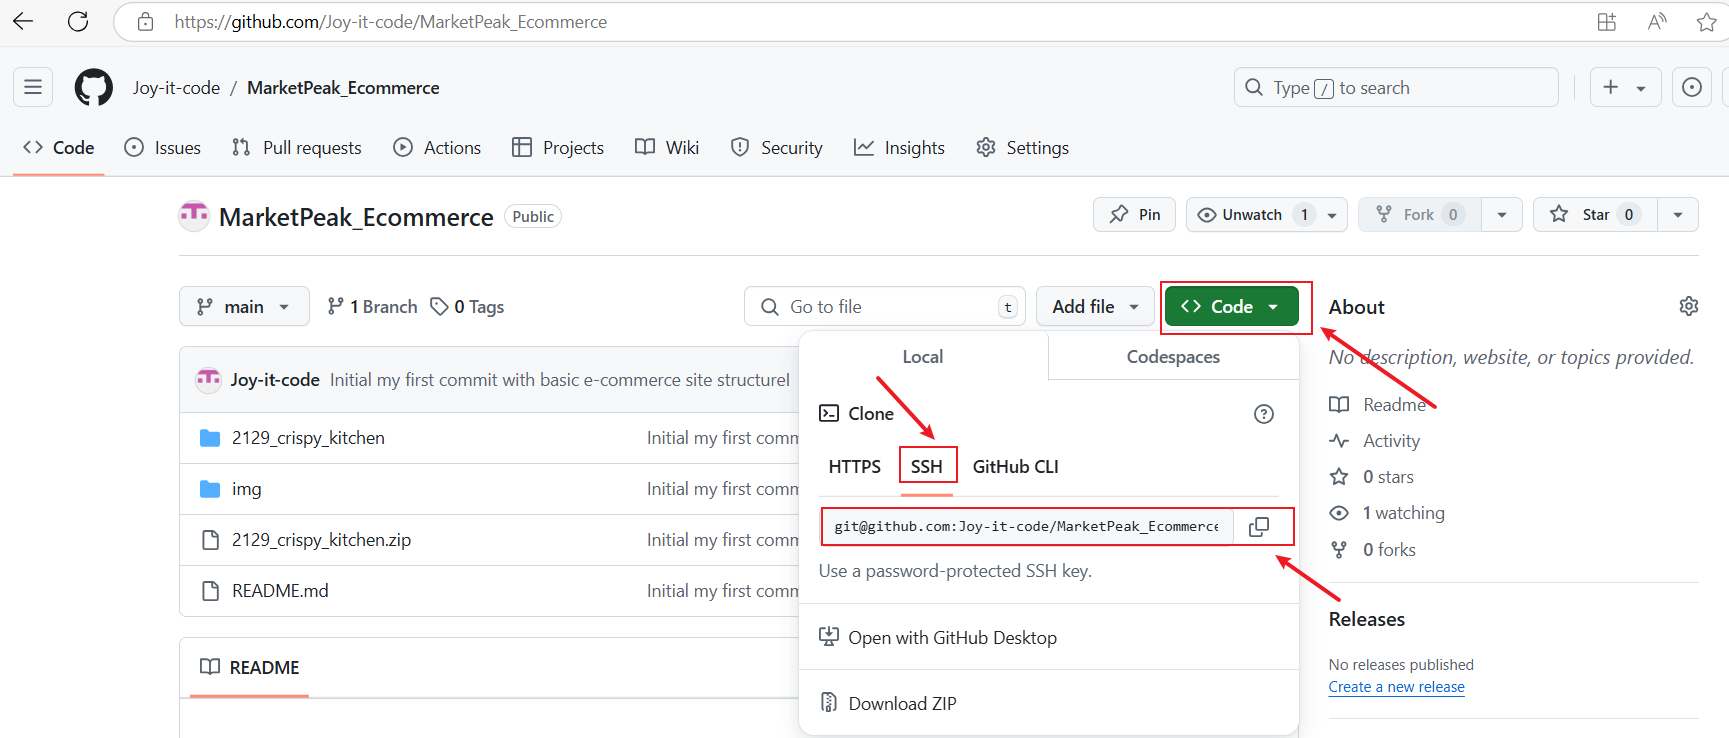 https://github.com/Joy-it-code/MarketPeak_Ecommerce
Joy-it-code / MarketPeak_Ecommerce
Type / to search
Code Issues Pull requests Actions Projects Wiki Security Insights Settings
MarketPeak_Ecommerce Public
Pin Unwatch 1 Fork 0 Star 0
main 1 Branch 0 Tags Go to file t Add file Code
Local Codespaces
Joy-it-code Initial my first commit with basic e-commerce site structurel
Clone
2129_crispy_kitchen Initial my first comm
HTTPS SSH GitHub CLI
img Initial my first comm
git@github.com:Joy-it-code/MarketPeak_Ecommerce
2129_crispy_kitchen.zip Initial my first comm
Use a password-protected SSH key.
README.md Initial my first comm
Open with GitHub Desktop
README
Download ZIP
About
No description, website, or topics provided.
Readme
Activity
0 stars
1 watching
0 forks
Releases
No releases published
Create a new release